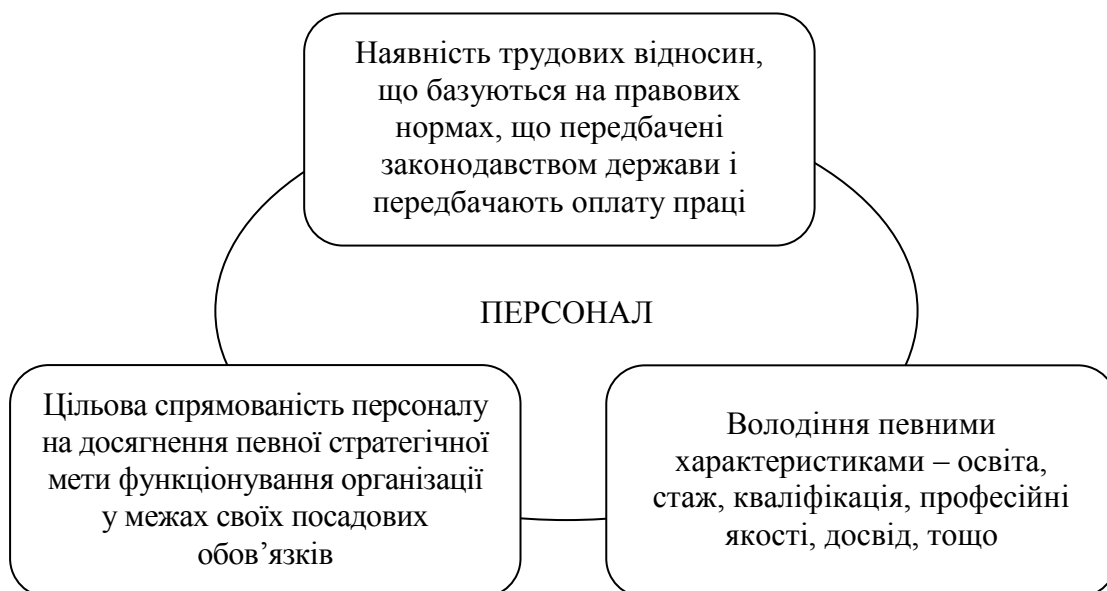 Наявність трудових відносин,
що базуються на правових
нормах, що передбачені
законодавством держави і
передбачають оплату праці
ПЕРСОНАЛ
Цільова спрямованість персоналу
на досягнення певної стратегічної
мети функціонування організації
у межах своїх посадових
обов’язків
Володіння певними
характеристиками – освіта,
стаж, кваліфікація, професійні
якості, досвід, тощо